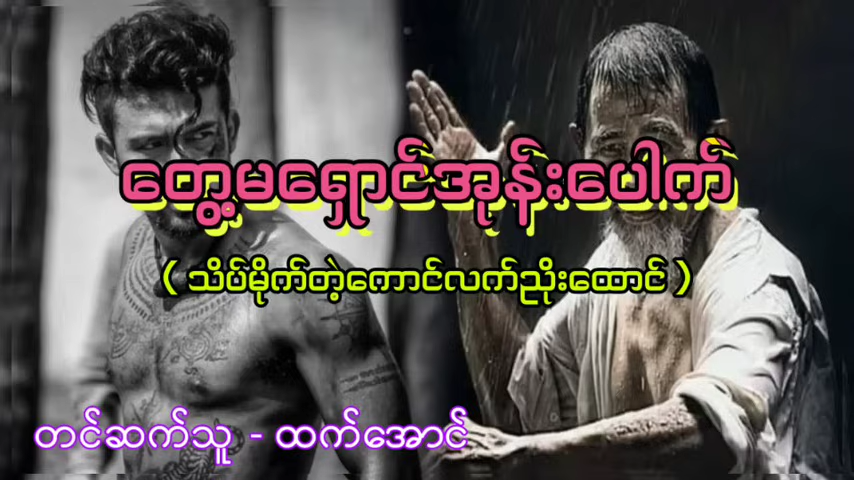 တွေ့မရှောင်အုန်းပေါက်
( သိပ်မိုက်တဲ့ကောင်လက်ညိုးထောင် )
တင်ဆက်သူ - ထက်အောင်